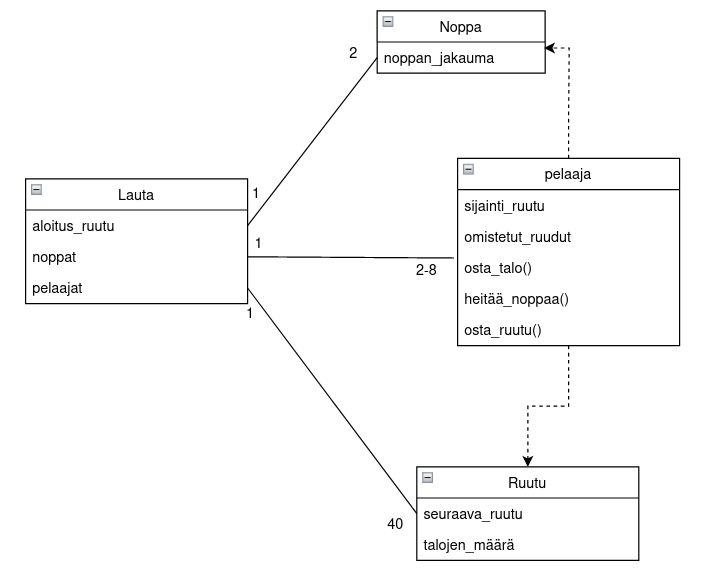 Noppa
noppan_jakauma
2
1
Lauta
aloitus_ruutu
noppat
pelaajat
1
2-8
1
pelaaja
sijainti_ruutu
omistetut_ruudut
osta_talo()
heitää_noppaa()
osta_ruutu()
40
Ruutu
seuraava_ruutu
talojen_määrä